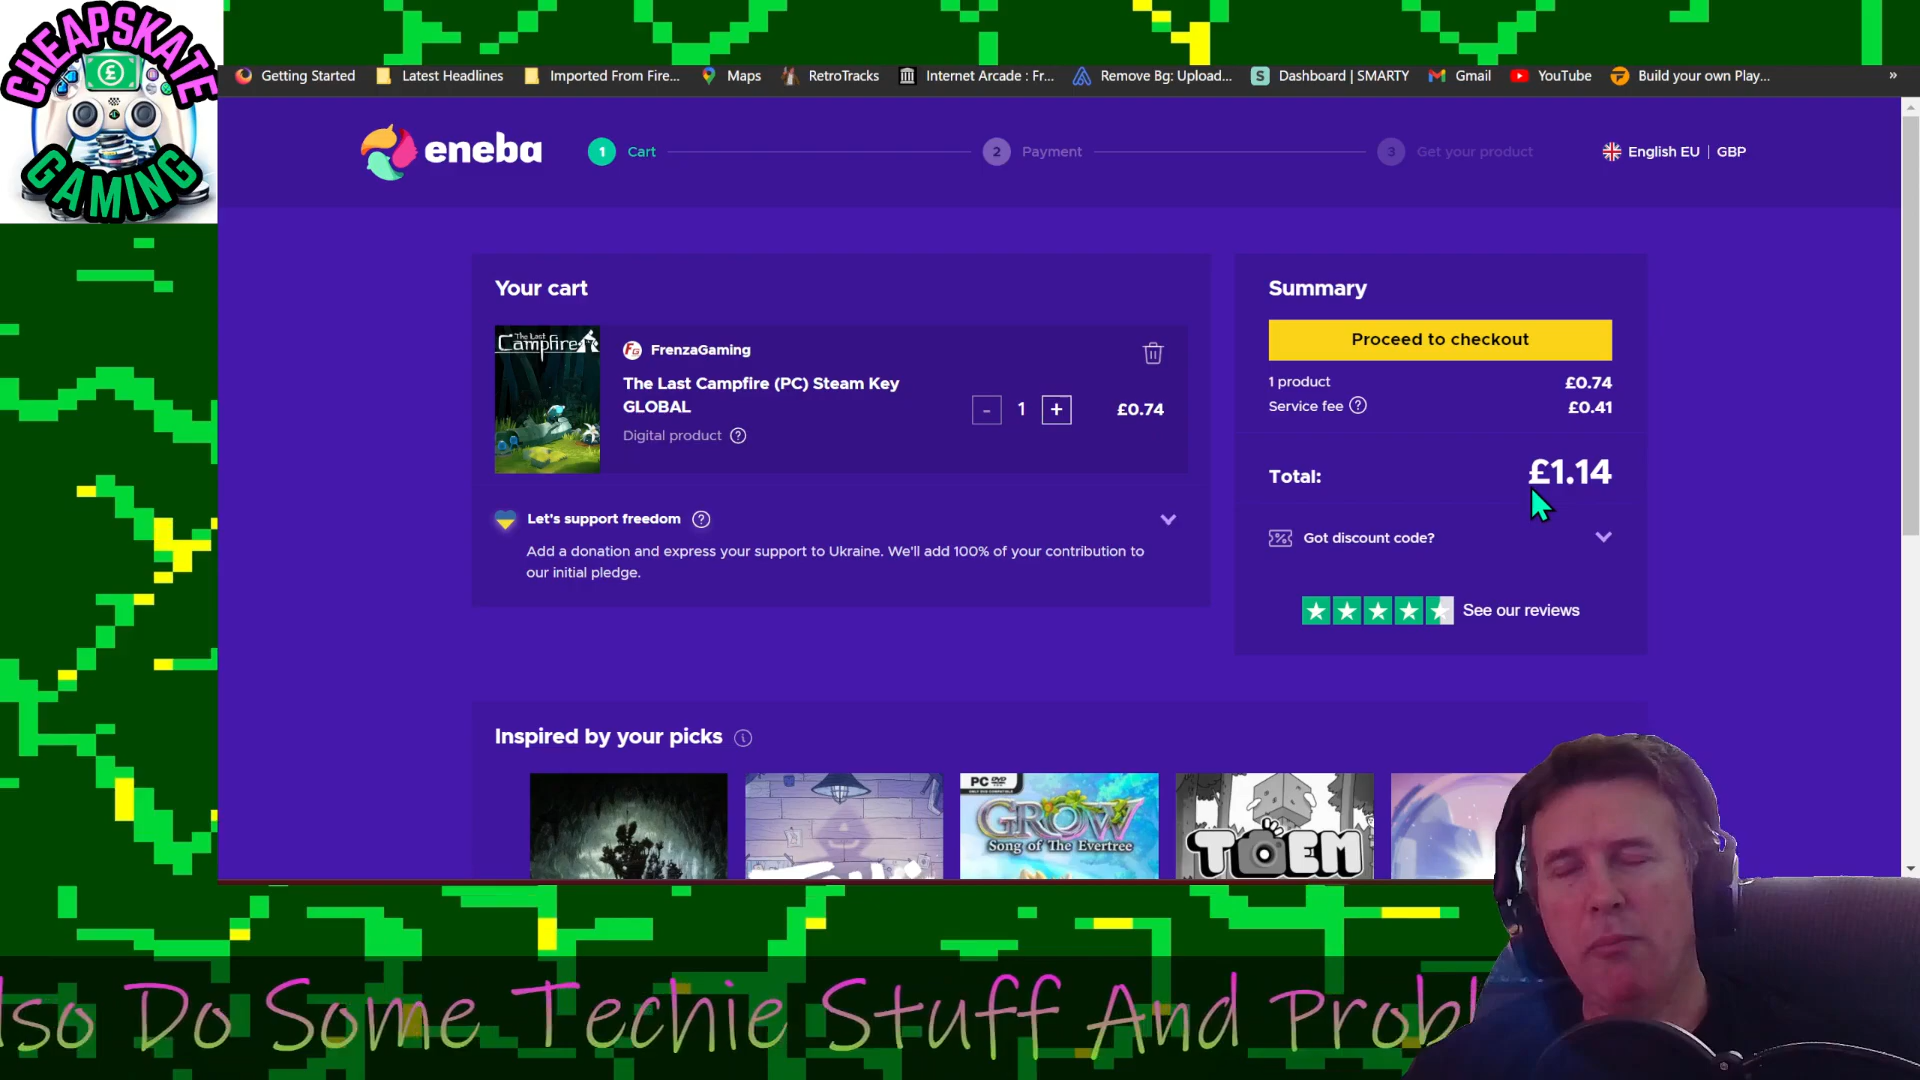 CHEAPSKATE
GAMING
Getting Started
Latest Headlines
Imported From Fire...
Maps
RetroTracks
Internet Arcade : Fr...
Remove Bg: Upload...
Dashboard | SMARTY
Gmail
YouTube
Build your own Play...
»
eneba
1 Cart
2 Payment
3 Get your product
English EU | GBP
Your cart
The Last Campfire
FrenzaGaming
The Last Campfire (PC) Steam Key
GLOBAL
Digital product ?
- 1 +
£0.74
Let's support freedom ?
Add a donation and express your support to Ukraine. We'll add 100% of your contribution to
our initial pledge.
Summary
Proceed to checkout
1 product £0.74
Service fee ? £0.41
Total: £1.14
Got discount code?
See our reviews
Inspired by your picks
PC DVD
GROW
Song of The Evertree
TOEM
lso Do Some Techie Stuff And Probl